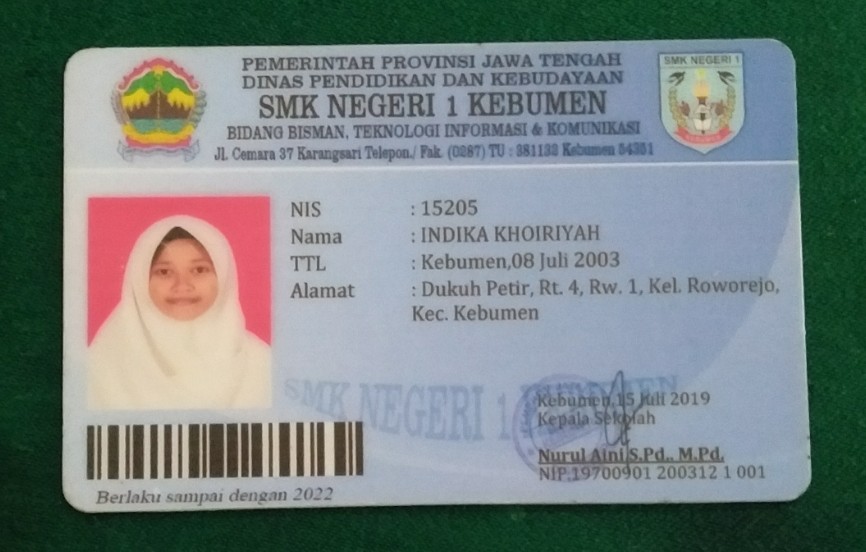 PEMERINTAH PROVINSI JAWA TENGAH
DINAS PENDIDIKAN DAN KEBUDAYAAN
SMK NEGERI 1 KEBUMEN
BIDANG BISMAN, TEKNOLOGI INFORMASI & KOMUNIKASI
Jl. Cemara 37 Karangsari Telepon./ Fak. (0287) TU : 381132 Kebumen 54351
SMK NEGERI 1
KEBUMEN
NIS : 15205
Nama : INDIKA KHOIRIYAH
TTL : Kebumen,08 Juli 2003
Alamat : Dukuh Petir, Rt. 4, Rw. 1, Kel. Roworejo,
Kec. Kebumen
SMK NEGERI 1 KEBUMEN
Kebumen,15 Juli 2019
Kepala Sekolah
Nurul Aini S.Pd., M.Pd.
NIP.19700901 200312 1 001
Berlaku sampai dengan 2022